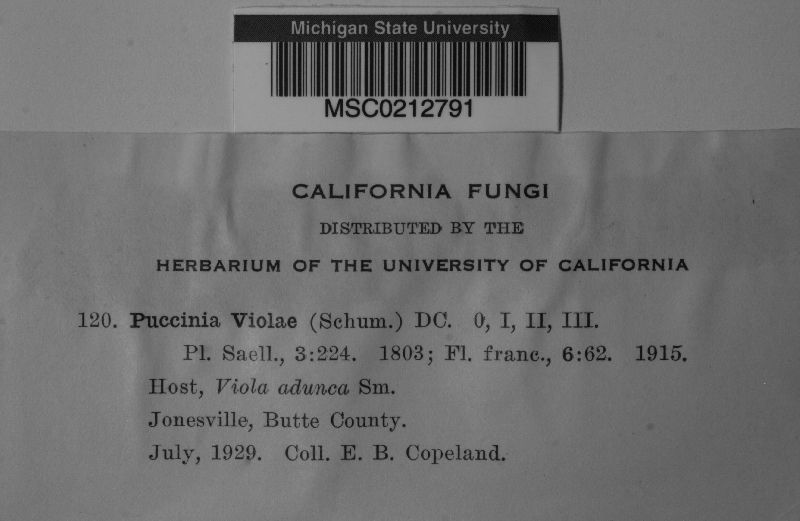 Michigan State University
MSC0212791
CALIFORNIA FUNGI
DISTRIBUTED BY THE
HERBARIUM OF THE UNIVERSITY OF CALIFORNIA
120. Puccinia Violae (Schum.) DC. 0, I, II, III.
Pl. Saell., 3:224. 1803; Fl. franc., 6:62. 1915.
Host, Viola adunca Sm.
Jonesville, Butte County.
July, 1929. Coll. E. B. Copeland.